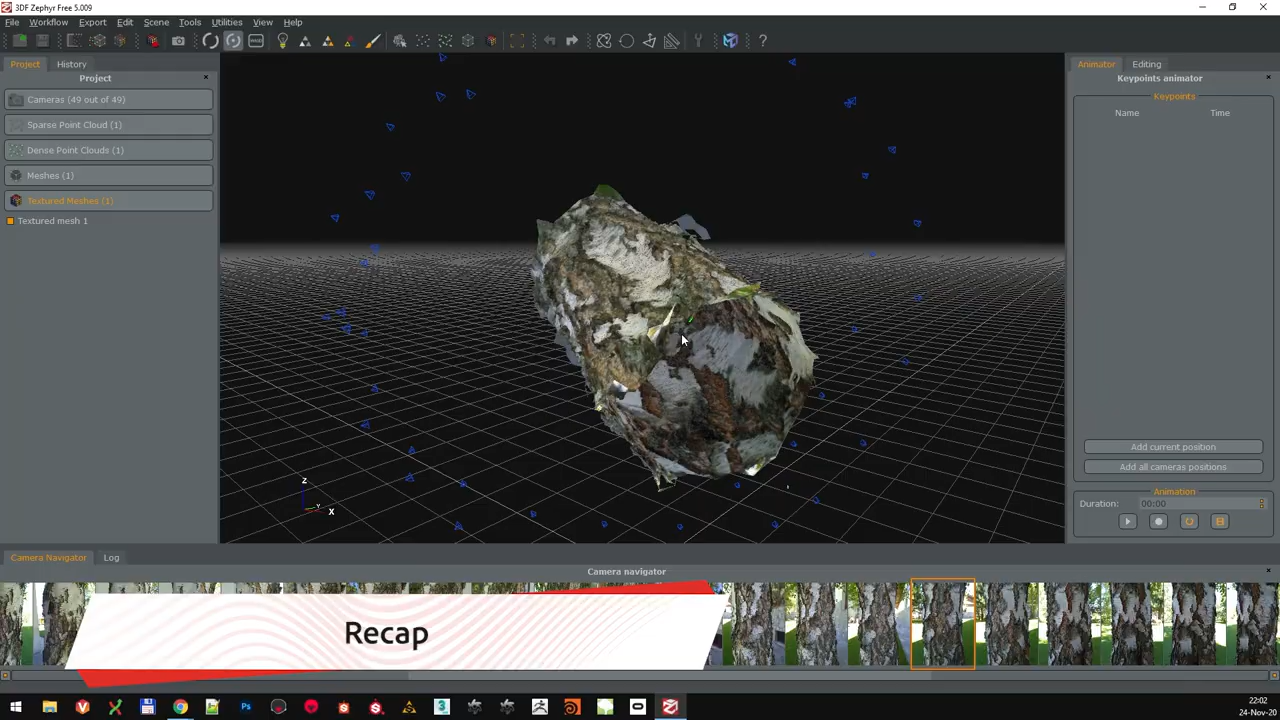 3DF Zephyr Free 5.009
File Workflow Export Edit Scene Tools Utilities View Help
Project History
Project
Cameras (49 out of 49)
Sparse Point Cloud (1)
Dense Point Clouds (1)
Meshes (1)
Textured Meshes (1)
Textured mesh 1
Z
Y
X
Animator Editing
Keypoints animator
Keypoints
Name Time
Add current position
Add all cameras positions
Animation
Duration: 00:00
Camera Navigator Log
Camera navigator
Recap
22:02
24-Nov-20